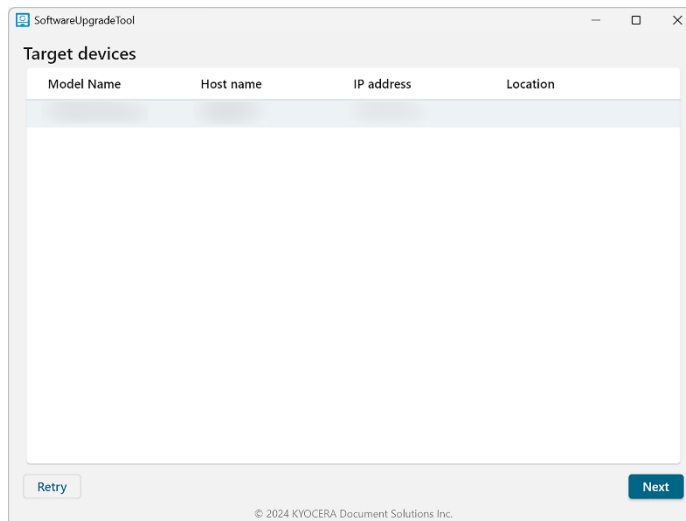 SoftwareUpgradeTool
Target devices
Model Name Host name IP address Location
Retry Next
© 2024 KYOCERA Document Solutions Inc.